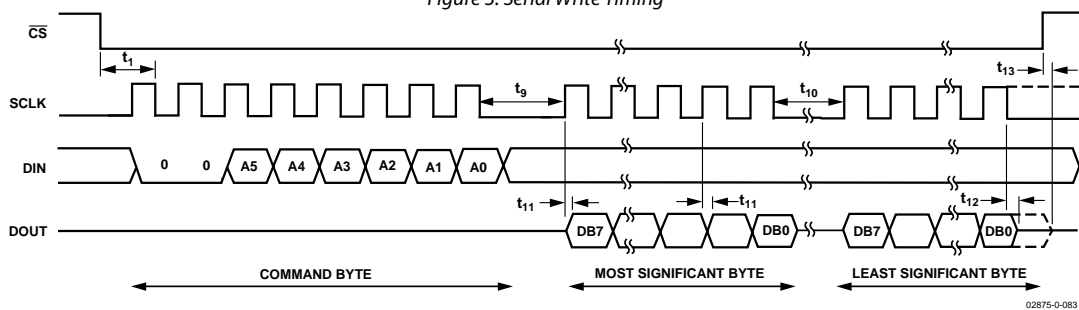 Figure 3. Serial Write Timing
CS
t1
t13
SCLK
t9
t10
DIN
0 0 A5 A4 A3 A2 A1 A0
t11
t11
t12
DOUT
DB7 DB0 DB7 DB0
COMMAND BYTE MOST SIGNIFICANT BYTE LEAST SIGNIFICANT BYTE
02875-0-083